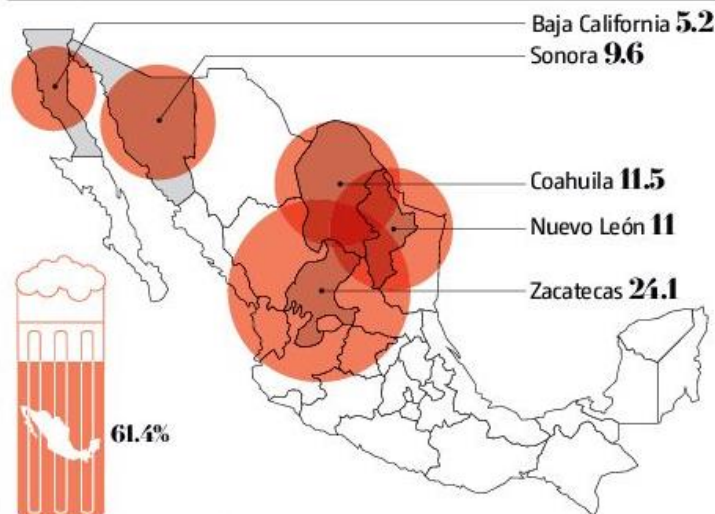 Baja California 5.2
Sonora 9.6
Coahuila 11.5
Nuevo León 11
Zacatecas 24.1
61.4%